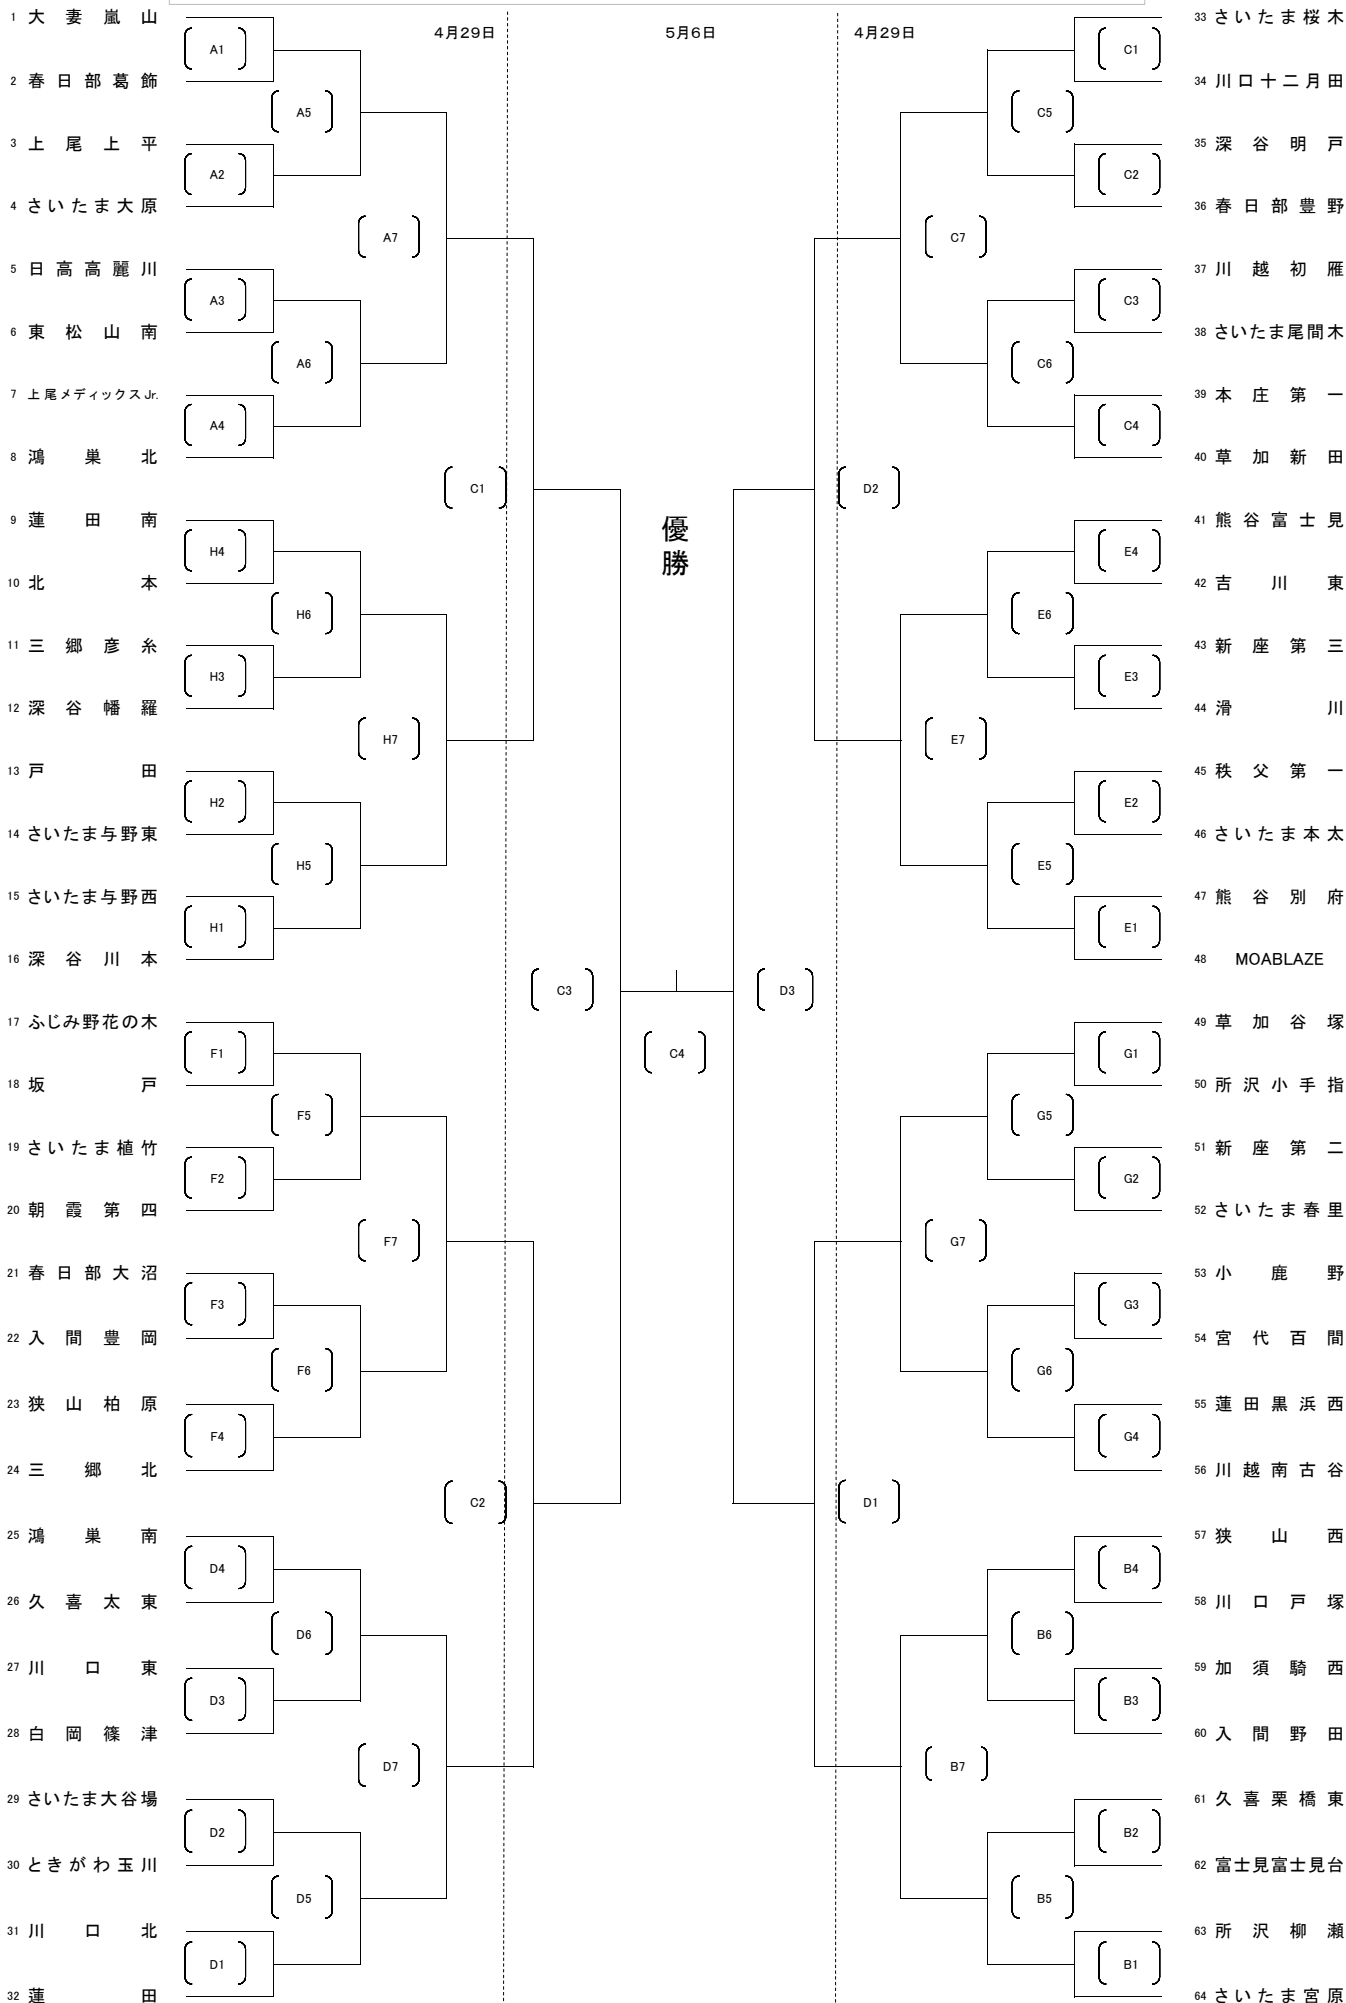 4月29日 5月6日 4月29日
1 大妻嵐山
A1
2 春日部葛飾
A5
3 上尾上平
A2
4 さいたま大原
A7
5 日高高麗川
A3
6 東松山南
A6
7 上尾メディックスJr.
A4
8 鴻巣北
C1
9 蓮田南
H4
10 北本
H6
11 三郷彦糸
H3
12 深谷幡羅
H7
13 戸田
H2
14 さいたま与野東
H5
15 さいたま与野西
H1
16 深谷川本
C3
17 ふじみ野花の木
F1
18 坂戸
F5
19 さいたま植竹
F2
20 朝霞第四
F7
21 春日部大沼
F3
22 入間豊岡
F6
23 狭山柏原
F4
24 三郷北
C2
25 鴻巣南
D4
26 久喜太東
D6
27 川口東
D3
28 白岡篠津
D7
29 さいたま大谷場
D2
30 ときがわ玉川
D5
31 川口北
D1
32 蓮田
優勝
C4
33 さいたま桜木
C1
34 川口十二月田
C5
35 深谷明戸
C2
36 春日部豊野
C7
37 川越初雁
C3
38 さいたま尾間木
C6
39 本庄第一
C4
40 草加新田
D2
41 熊谷富士見
E4
42 吉川東
E6
43 新座第三
E3
44 滑川
E7
45 秩父第一
E2
46 さいたま本太
E5
47 熊谷別府
E1
48 MOABLAZE
D3
49 草加谷塚
G1
50 所沢小手指
G5
51 新座第二
G2
52 さいたま春里
G7
53 小鹿野
G3
54 宮代百間
G6
55 蓮田黒浜西
G4
56 川越南古谷
D1
57 狭山西
B4
58 川口戸塚
B6
59 加須騎西
B3
60 入間野田
B7
61 久喜栗橋東
B2
62 富士見富士見台
B5
63 所沢柳瀬
B1
64 さいたま宮原